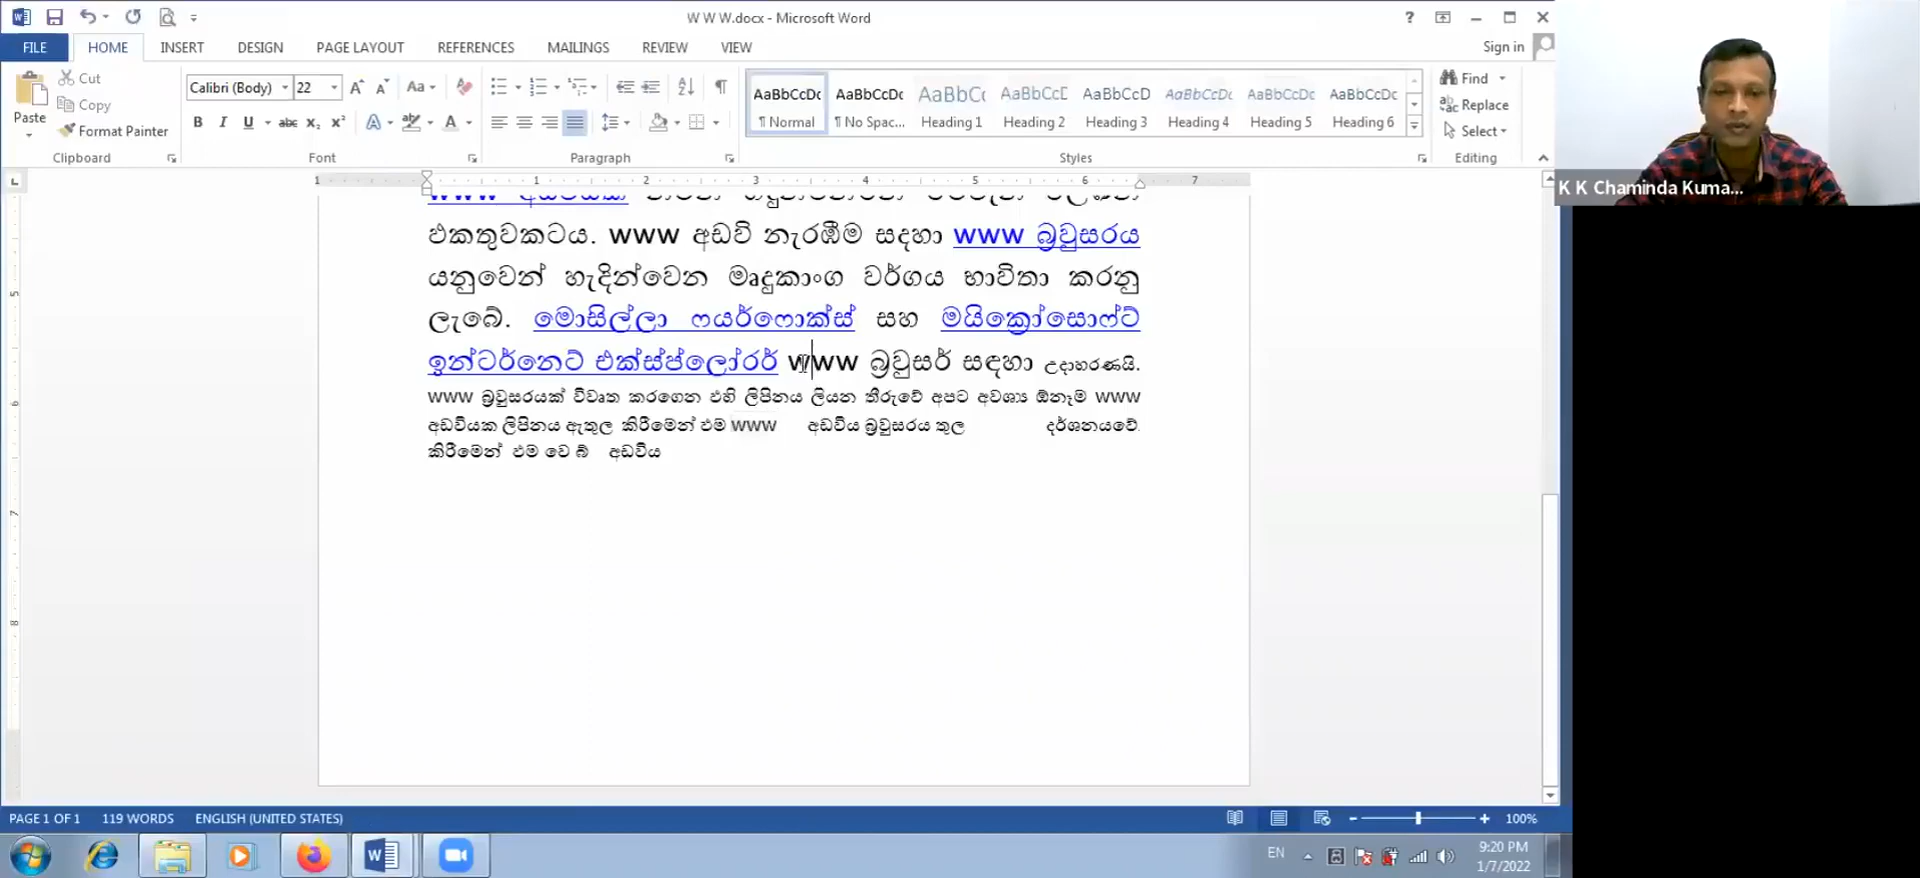 W W W.docx - Microsoft Word
FILE HOME INSERT DESIGN PAGE LAYOUT REFERENCES MAILINGS REVIEW VIEW Sign in
Paste Cut Copy Format Painter
Calibri (Body) 22
AaBbCcDc AaBbCcDc AaBbC AaBbCcD AaBbCcD AaBbCcDc AaBbCcDc AaBbCcDc
¶ Normal ¶ No Spac... Heading 1 Heading 2 Heading 3 Heading 4 Heading 5 Heading 6
Find Replace Select
Clipboard Font Paragraph Styles Editing
K K Chaminda Kuma...
එකතුවකටය. www අඩවි නැරඹීම සඳහා www බ්‍රවුසරය
යනුවෙන් හැදින්වෙන මෘදුකාංග වර්ගය භාවිතා කරනු
ලැබේ. මොසිල්ලා ෆයර්ෆොක්ස් සහ මයික්‍රෝසොෆ්ට්
ඉන්ටර්නෙට් එක්ස්ප්ලෝරර් www බ්‍රවුසර් සඳහා උදාහරණයි.
www බ්‍රවුසරයක් විවෘත කරගෙන එහි ලිපිනය ලියන තීරුවේ අපට අවශ්‍ය ඕනෑම www
අඩවියක ලිපිනය ඇතුල කිරීමෙන් එම www අඩවිය බ්‍රවුසරය තුල දර්ශනයවේ.
කිරීමෙන් එම වෙ බ් අඩවිය
PAGE 1 OF 1 119 WORDS ENGLISH (UNITED STATES) 100%
EN 9:20 PM
1/7/2022